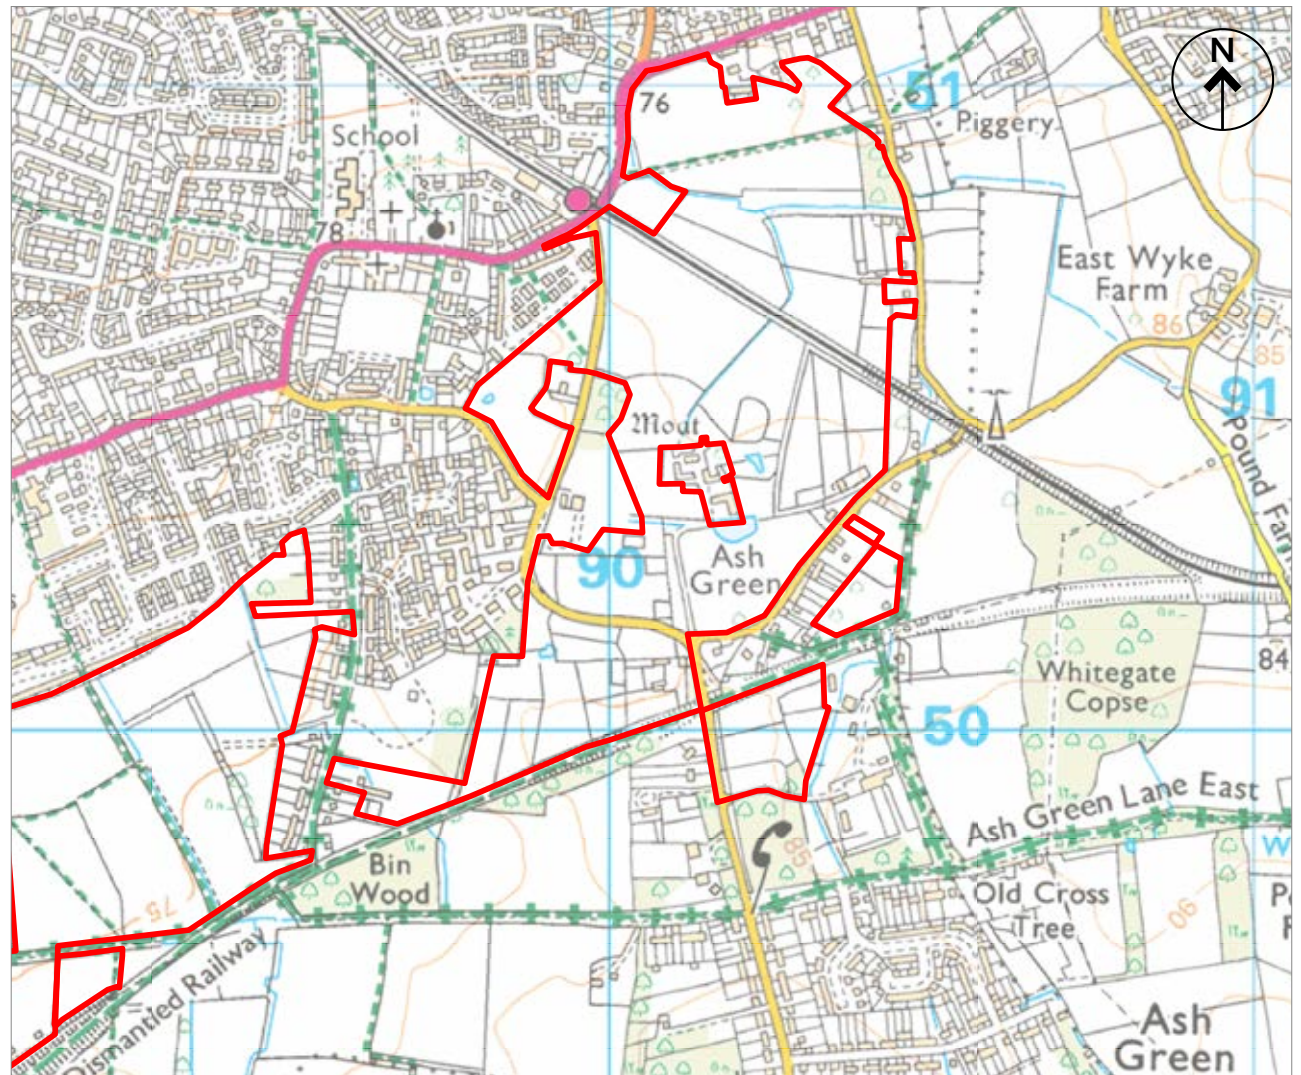 N
51
76
Piggery
School
78
East Wyke
Farm
86
85
91
Moat
Pound Farm
Ash
Green
90
84
Whitegate
Copse
50
Ash Green Lane East
85
Bin
Wood
75
Old Cross
Tree
90
W
Dismantled Railway
Ash
Green